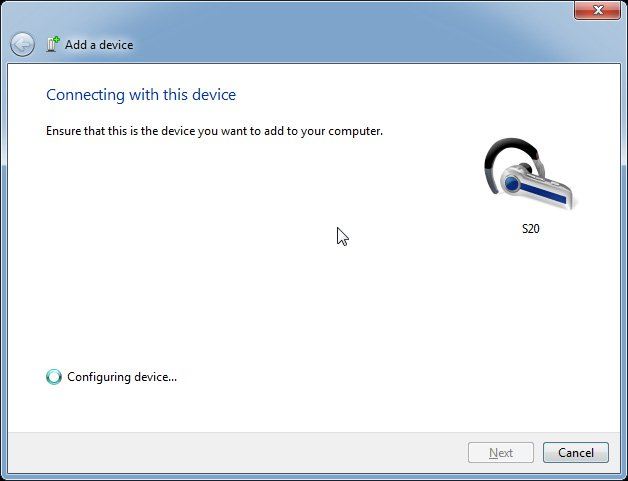 Add a device
Connecting with this device
Ensure that this is the device you want to add to your computer.
S20
Configuring device...
Next
Cancel